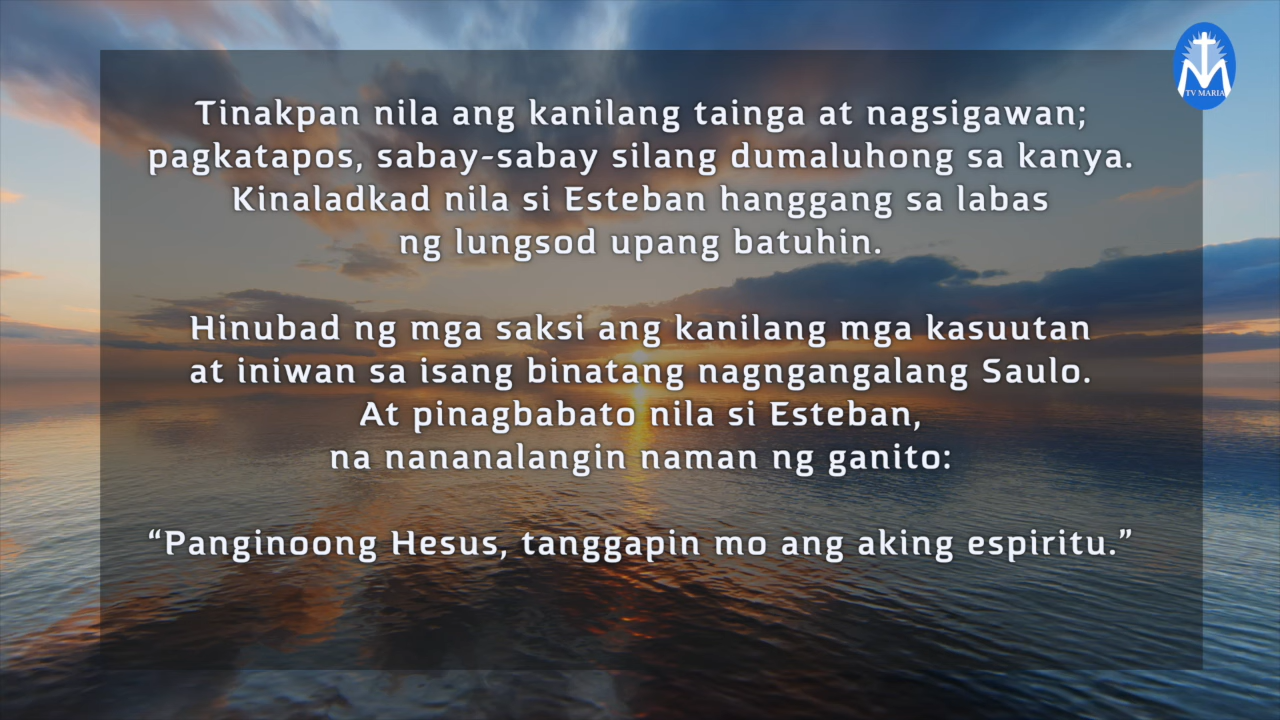 TV MARIA
Tinakpan nila ang kanilang tainga at nagsigawan;
pagkatapos, sabay-sabay silang dumaluhong sa kanya.
Kinaladkad nila si Esteban hanggang sa labas
ng lungsod upang batuhin.
Hinubad ng mga saksi ang kanilang mga kasuutan
at iniwan sa isang binatang nagngangalang Saulo.
At pinagbabato nila si Esteban,
na nananalangin naman ng ganito:
“Panginoong Hesus, tanggapin mo ang aking espiritu.”